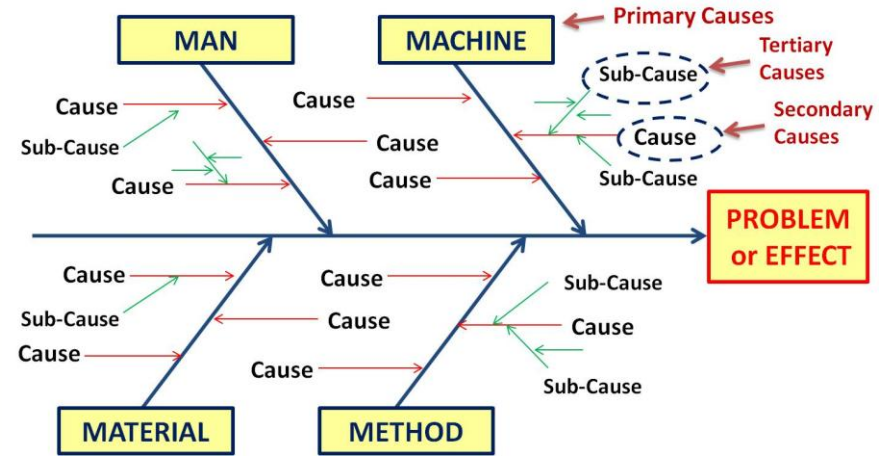 MAN
MACHINE
Primary Causes
Tertiary
Causes
Sub-Cause
Cause
Cause
Secondary
Causes
Sub-Cause
Cause
Cause
Cause
Cause
Sub-Cause
PROBLEM
or EFFECT
Cause
Cause
Sub-Cause
Sub-Cause
Cause
Cause
Cause
Cause
Sub-Cause
MATERIAL
METHOD